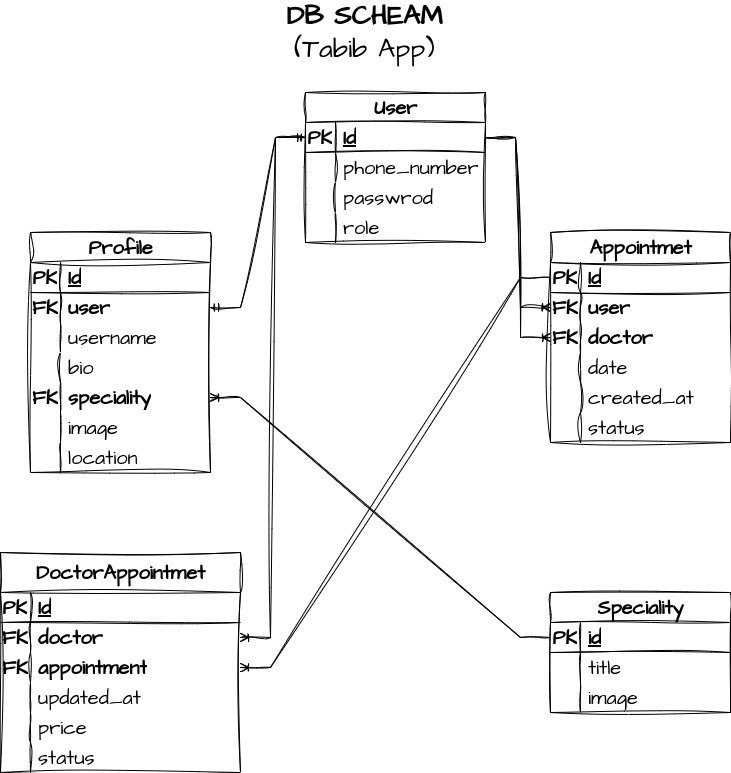 DB SCHEAM
(Tabib App)
User
PK Id
phone_number
passwrod
role
Profile
PK Id
FK user
username
bio
FK speciality
image
location
Appointmet
PK Id
FK user
FK doctor
date
created_at
status
DoctorAppointmet
PK Id
FK doctor
FK appointment
updated_at
price
status
Speciality
PK id
title
image